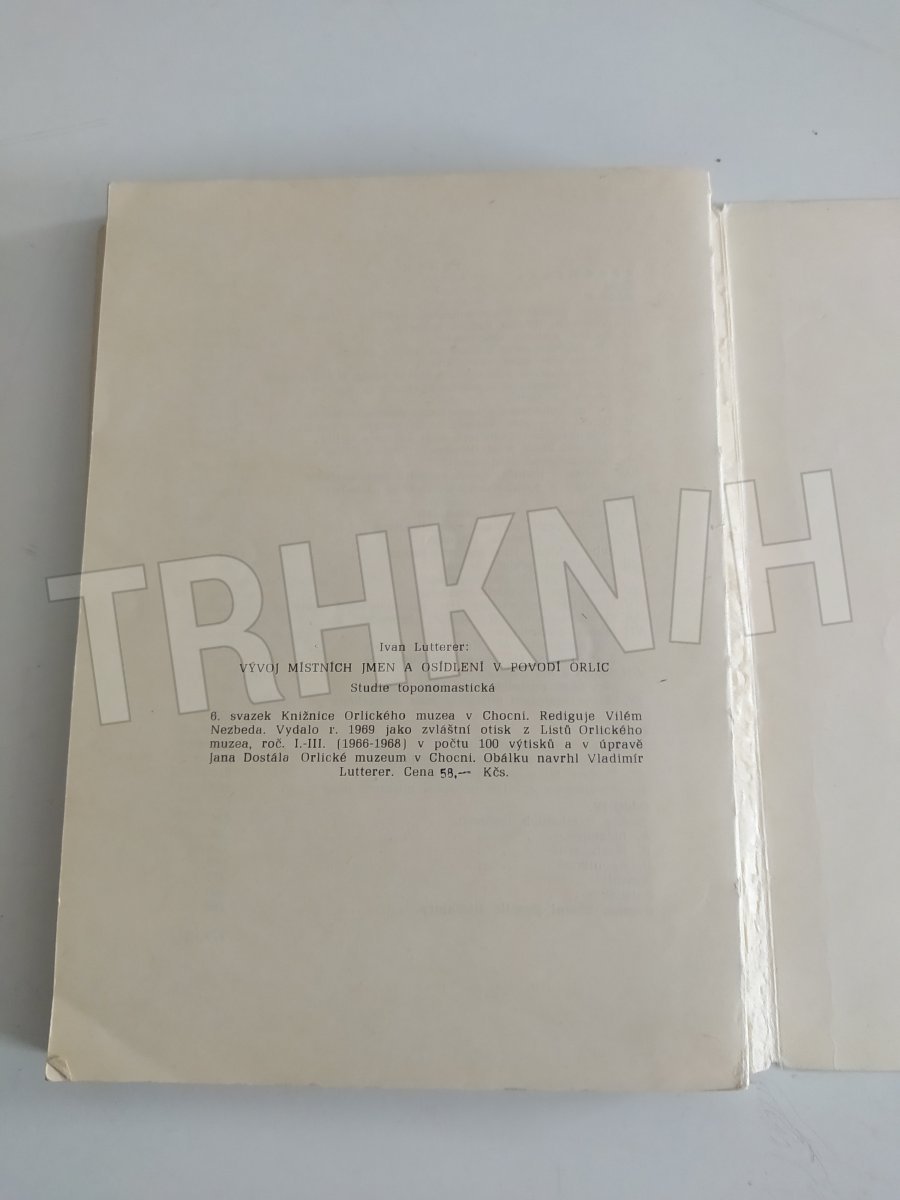 TRHKNIH
Ivan Lutterer:
VÝVOJ MÍSTNÍCH JMEN A OSÍDLENÍ V POVODÍ ORLIC
Studie toponomastická
6. svazek Knižnice Orlického muzea v Chocni. Rediguje Vilém
Nezbeda. Vydalo r. 1969 jako zvláštní otisk z Listů Orlického
muzea, roč. I.-III. (1966-1968) v počtu 100 výtisků a v úpravě
Jana Dostála Orlické muzeum v Chocni. Obálku navrhl Vladimír
Lutterer. Cena 58,— Kčs.